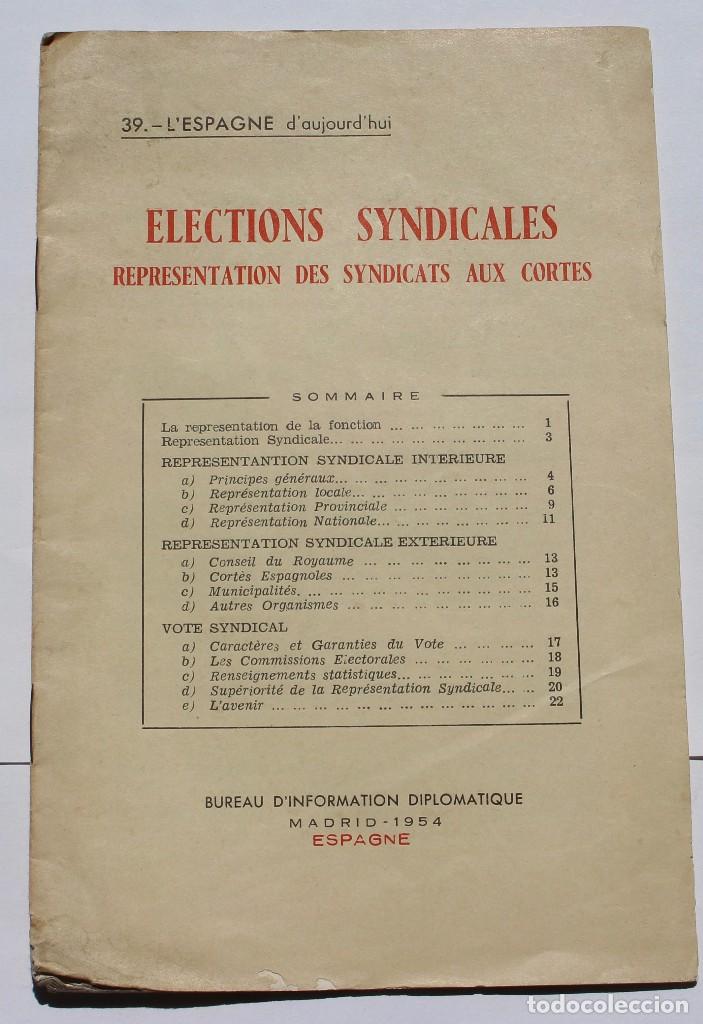 39.-L'ESPAGNE d'aujourd'hui
ELECTIONS SYNDICALES
REPRESENTATION DES SYNDICATS AUX CORTES
SOMMAIRE
La representation de la fonction ... ... ... ... ... ... ... 1
Representation Syndicale... ... ... ... ... ... ... ... ... 3
REPRESENTANTION SYNDICALE INTERIEURE
a) Principes généraux... ... ... ... ... ... ... ... ... 4
b) Représentation locale... ... ... ... ... ... ... ... 6
c) Représentation Provinciale ... ... ... ... ... ... 9
d) Représentation Nationale... ... ... ... ... ... ... 11
REPRESENTATION SYNDICALE EXTERIEURE
a) Conseil du Royaume ... ... ... ... ... ... ... ... 13
b) Cortès Espagnoles ... ... ... ... ... ... ... ... ... 13
c) Municipalités. ... ... ... ... ... ... ... ... ... ... 15
d) Autres Organismes ... ... ... ... ... ... ... ... ... 16
VOTE SYNDICAL
a) Caractères et Garanties du Vote ... ... ... ... 17
b) Les Commissions Electorales ... ... ... ... ... ... 18
c) Renseignements statistiques... ... ... ... ... ... 19
d) Supériorité de la Représentation Syndicale... ... 20
e) L'avenir ... ... ... ... ... ... ... ... ... ... ... ... 22
BUREAU D'INFORMATION DIPLOMATIQUE
MADRID-1954
ESPAGNE
todocoleccion